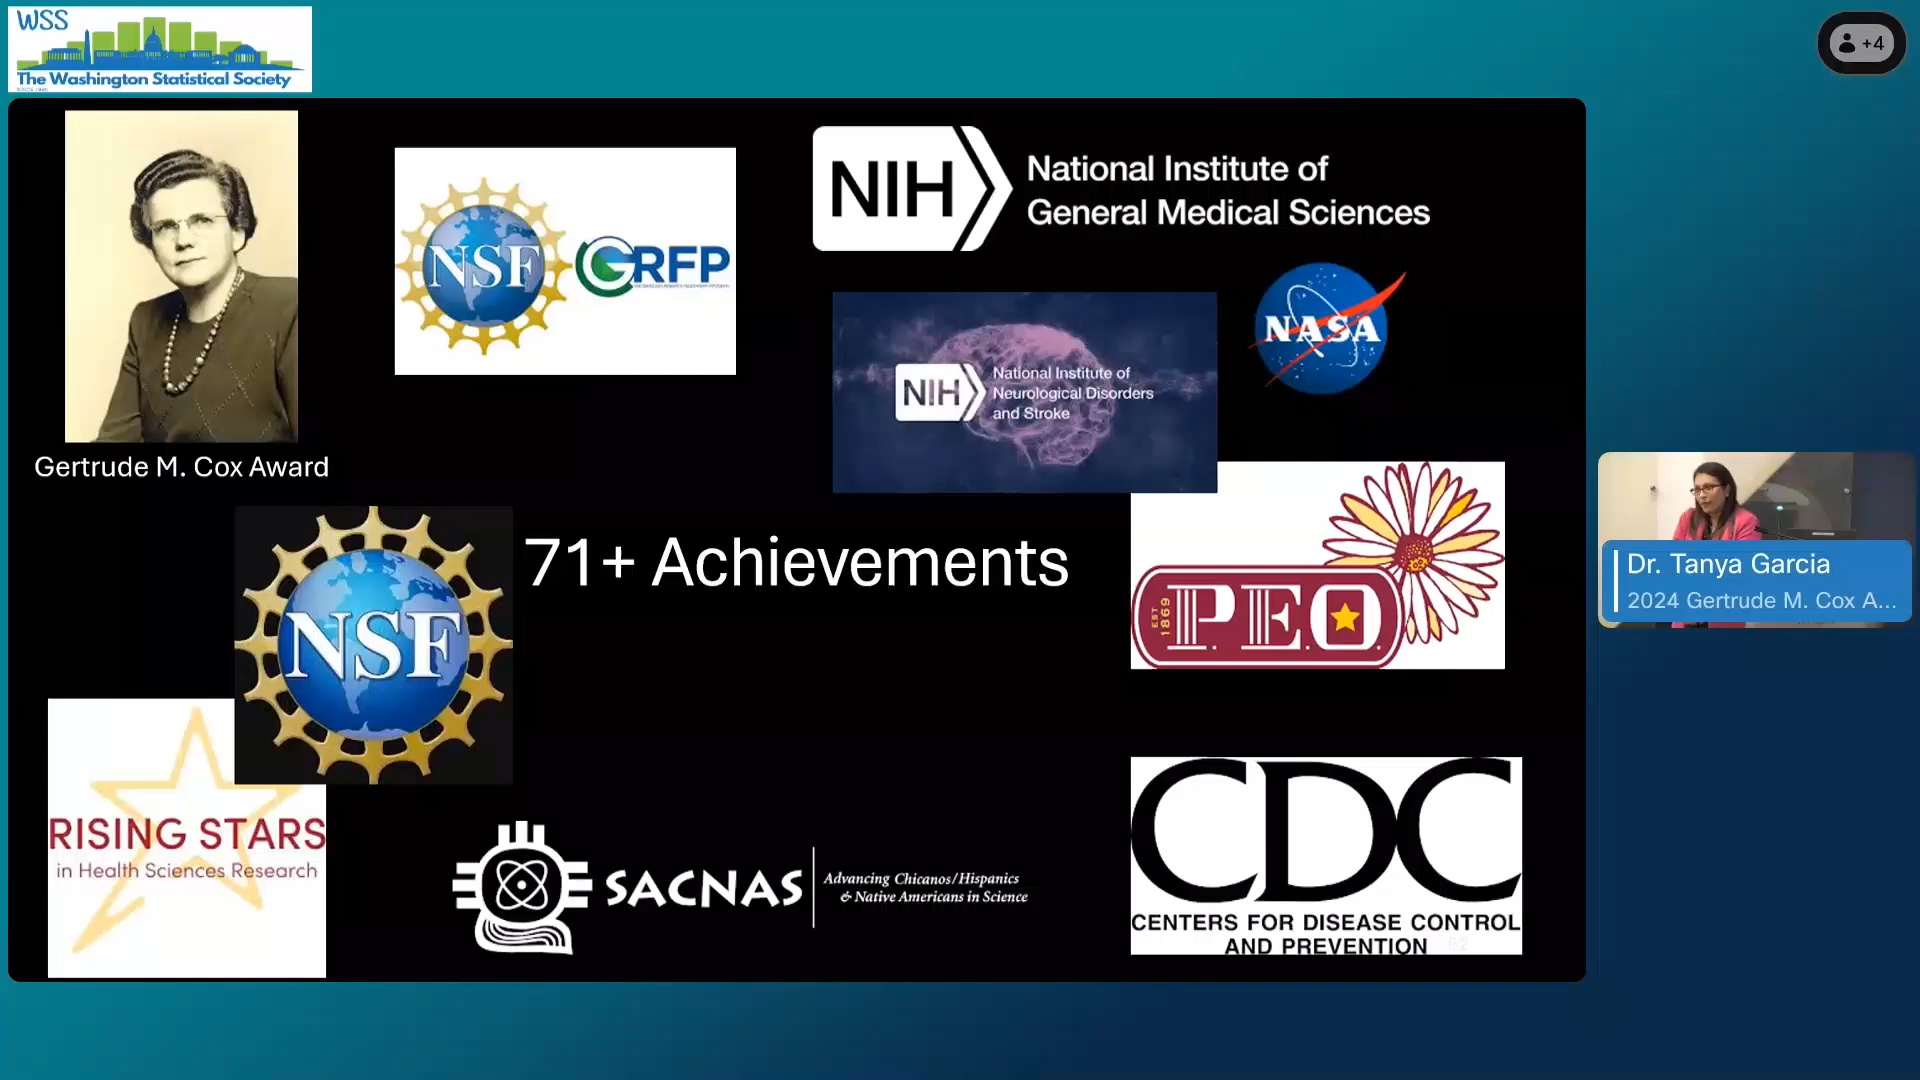 WSS
The Washington Statistical Society
+4
NSF
GRFP
NIH
National Institute of
General Medical Sciences
NASA
NIH
National Institute of
Neurological Disorders
and Stroke
Gertrude M. Cox Award
NSF
71+ Achievements
EST 1869
P.E.O.
Dr. Tanya Garcia
2024 Gertrude M. Cox A...
RISING STARS
in Health Sciences Research
SACNAS
Advancing Chicanos/Hispanics
& Native Americans in Science
CDC
CENTERS FOR DISEASE CONTROL
AND PREVENTION
62